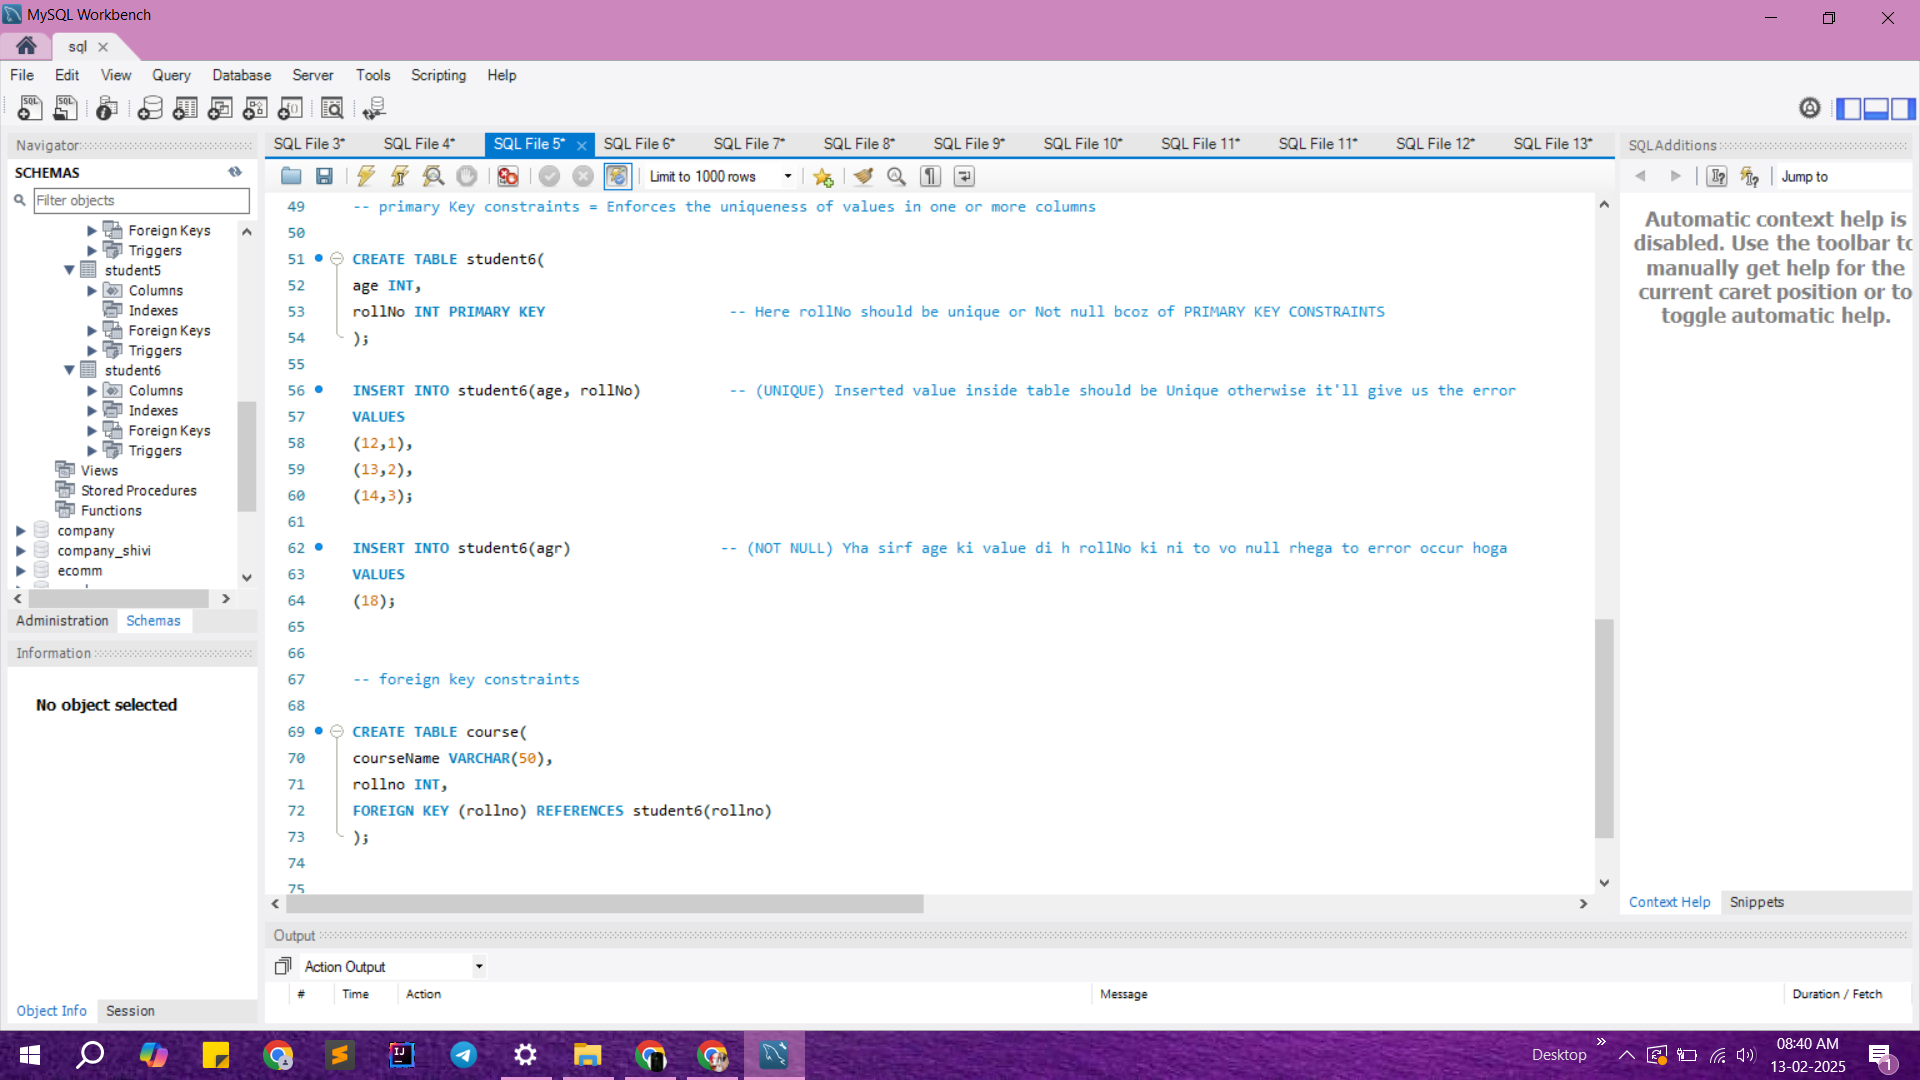 MySQL Workbench
sql
File Edit View Query Database Server Tools Scripting Help
Navigator
SCHEMAS
Filter objects
Foreign Keys
Triggers
student5
Columns
Indexes
Foreign Keys
Triggers
student6
Columns
Indexes
Foreign Keys
Triggers
Views
Stored Procedures
Functions
company
company_shivi
ecomm
Administration Schemas
Information
No object selected
Object Info Session
SQL File 3* SQL File 4* SQL File 5* SQL File 6* SQL File 7* SQL File 8* SQL File 9* SQL File 10* SQL File 11* SQL File 11* SQL File 12* SQL File 13*
Limit to 1000 rows
49 -- primary Key constraints = Enforces the uniqueness of values in one or more columns
50
51 CREATE TABLE student6(
52 age INT,
53 rollNo INT PRIMARY KEY -- Here rollNo should be unique or Not null bcoz of PRIMARY KEY CONSTRAINTS
54 );
55
56 INSERT INTO student6(age, rollNo) -- (UNIQUE) Inserted value inside table should be Unique otherwise it'll give us the error
57 VALUES
58 (12,1),
59 (13,2),
60 (14,3);
61
62 INSERT INTO student6(agr) -- (NOT NULL) Yha sirf age ki value di h rollNo ki ni to vo null rhega to error occur hoga
63 VALUES
64 (18);
65
66
67 -- foreign key constraints
68
69 CREATE TABLE course(
70 courseName VARCHAR(50),
71 rollno INT,
72 FOREIGN KEY (rollno) REFERENCES student6(rollno)
73 );
74
75
Output
Action Output
# Time Action Message Duration / Fetch
SQLAdditions
Jump to
Automatic context help is
disabled. Use the toolbar to
manually get help for the
current caret position or to
toggle automatic help.
Context Help Snippets
Desktop
08:40 AM
13-02-2025
1